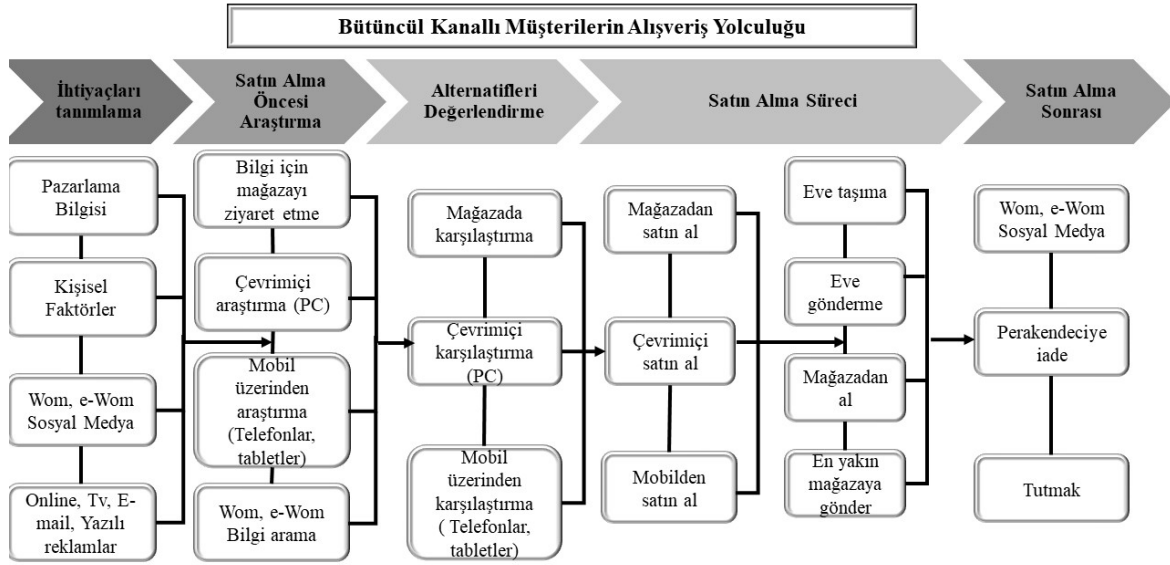 Bütüncül Kanallı Müşterilerin Alışveriş Yolculuğu
İhtiyaçları
tanımlama
Satın Alma
Öncesi
Araştırma
Alternatifleri
Değerlendirme
Satın Alma Süreci
Satın Alma
Sonrası
Pazarlama
Bilgisi
Kişisel
Faktörler
Wom, e-Wom
Sosyal Medya
Online, Tv, E-
mail, Yazılı
reklamlar
Bilgi için
mağazayı
ziyaret etme
Çevrimiçi
araştırma (PC)
Mobil
üzerinden
araştırma
(Telefonlar,
tabletler)
Wom, e-Wom
Bilgi arama
Mağazada
karşılaştırma
Çevrimiçi
karşılaştırma
(PC)
Mobil
üzerinden
karşılaştırma
( Telefonlar,
tabletler)
Mağazadan
satın al
Çevrimiçi
satın al
Mobilden
satın al
Eve taşıma
Eve
gönderme
Mağazadan
al
En yakın
mağazaya
gönder
Wom, e-Wom
Sosyal Medya
Perakendeciye
iade
Tutmak